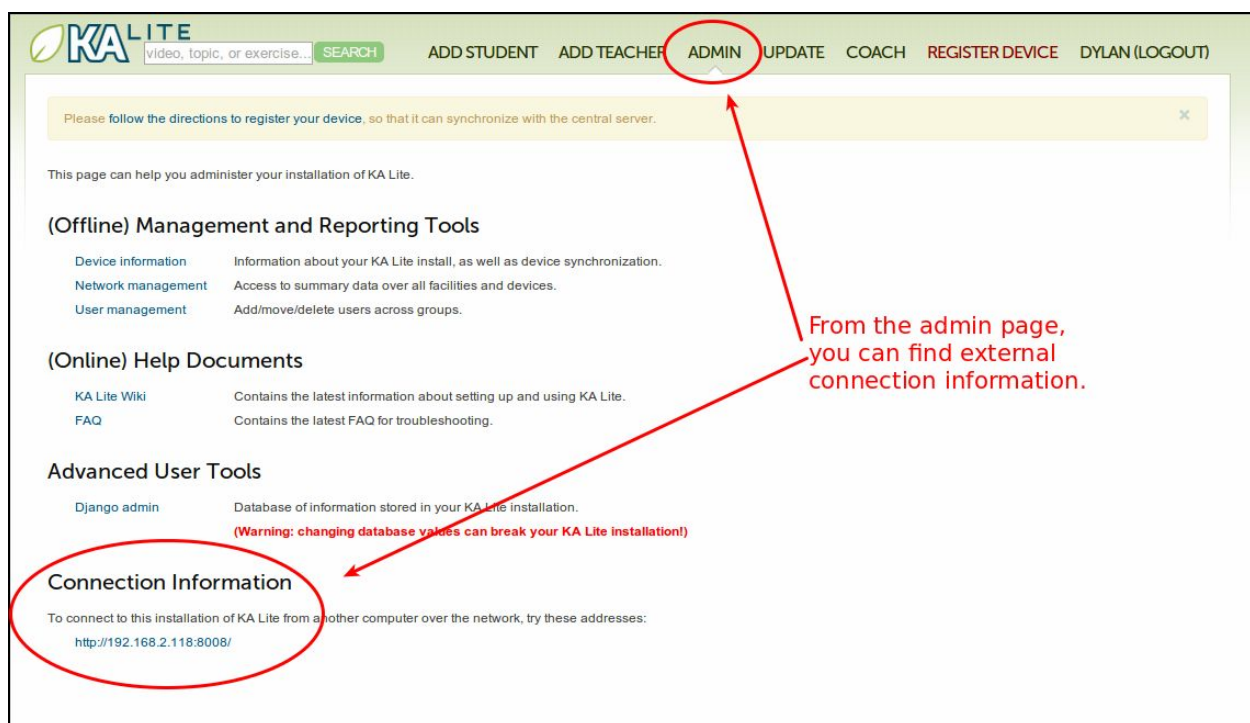 KA LITE
video, topic, or exercise... SEARCH ADD STUDENT ADD TEACHER ADMIN UPDATE COACH REGISTER DEVICE DYLAN (LOGOUT)
Please follow the directions to register your device, so that it can synchronize with the central server. ×
This page can help you administer your installation of KA Lite.
(Offline) Management and Reporting Tools
Device information Information about your KA Lite install, as well as device synchronization.
Network management Access to summary data over all facilities and devices.
User management Add/move/delete users across groups.
From the admin page,
you can find external
connection information.
(Online) Help Documents
KA Lite Wiki Contains the latest information about setting up and using KA Lite.
FAQ Contains the latest FAQ for troubleshooting.
Advanced User Tools
Django admin Database of information stored in your KA Lite installation.
(Warning: changing database values can break your KA Lite installation!)
Connection Information
To connect to this installation of KA Lite from another computer over the network, try these addresses:
http://192.168.2.118:8008/